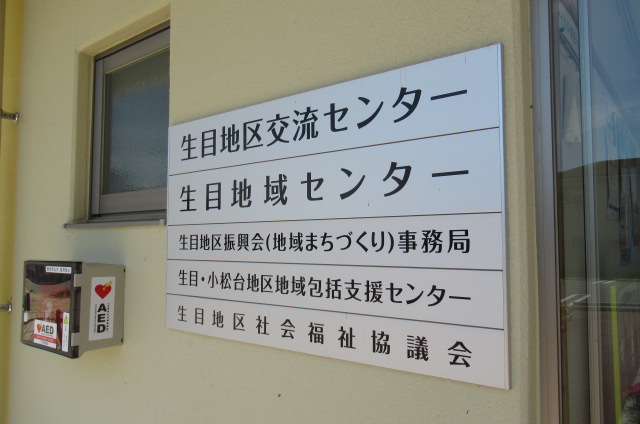 生目地区交流センター
生目地域センター
生目地区振興会(地域まちづくり)事務局
生目・小松台地区地域包括支援センター
生目地区社会福祉協議会
AED
AED